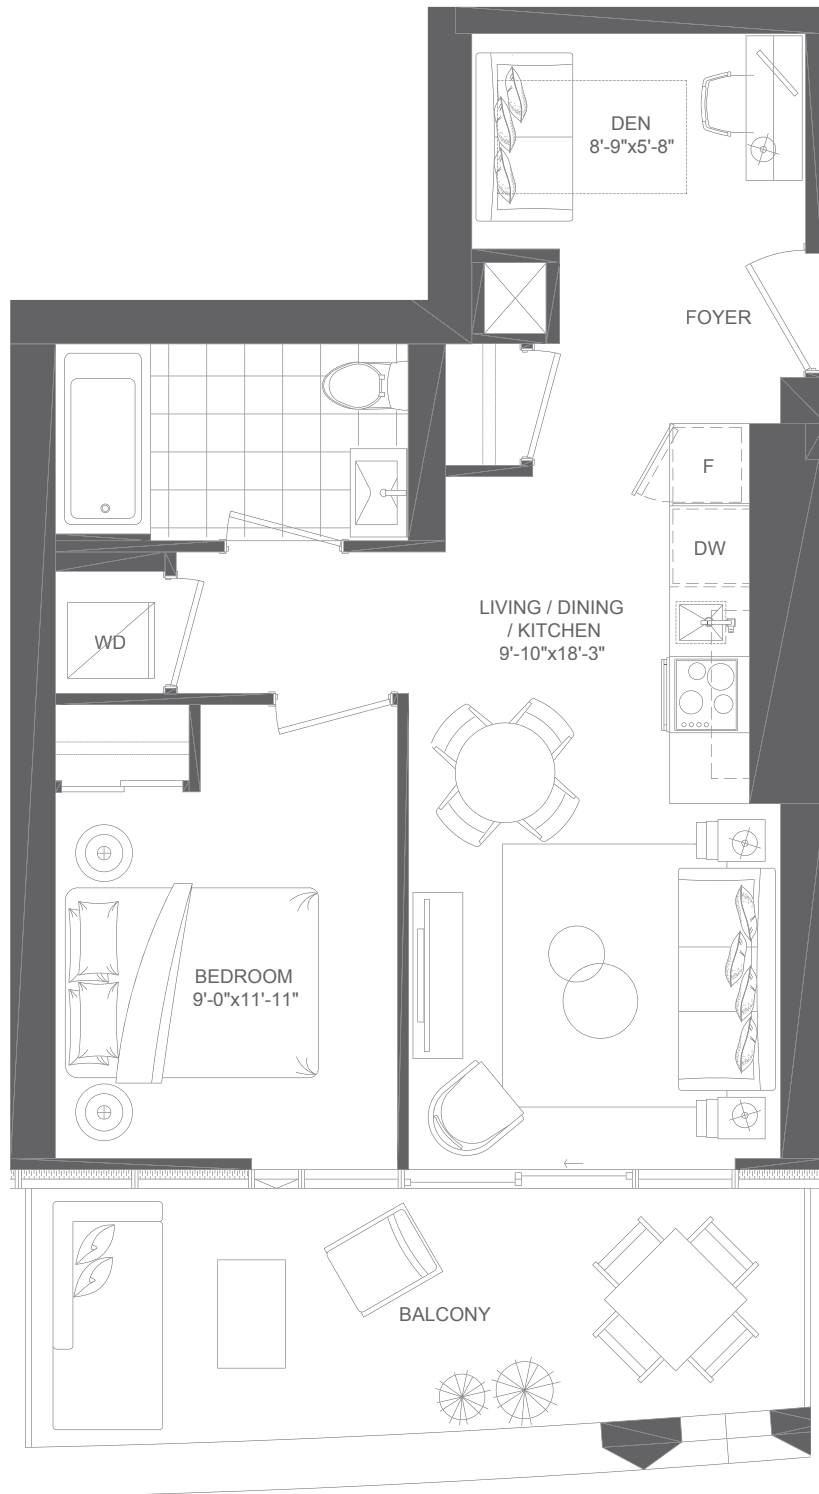 DEN
8'-9"x5'-8"
FOYER
F
DW
LIVING / DINING
/ KITCHEN
9'-10"x18'-3"
WD
BEDROOM
9'-0"x11'-11"
BALCONY